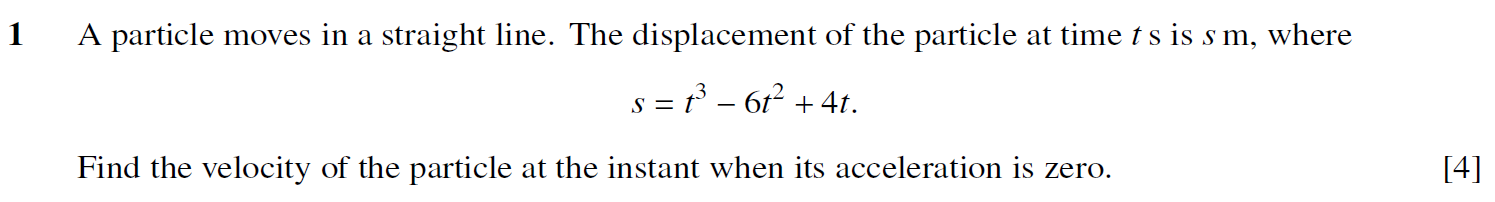 1 A particle moves in a straight line. The displacement of the particle at time t s is s m, where
s = t³ − 6t² + 4t.
Find the velocity of the particle at the instant when its acceleration is zero. [4]